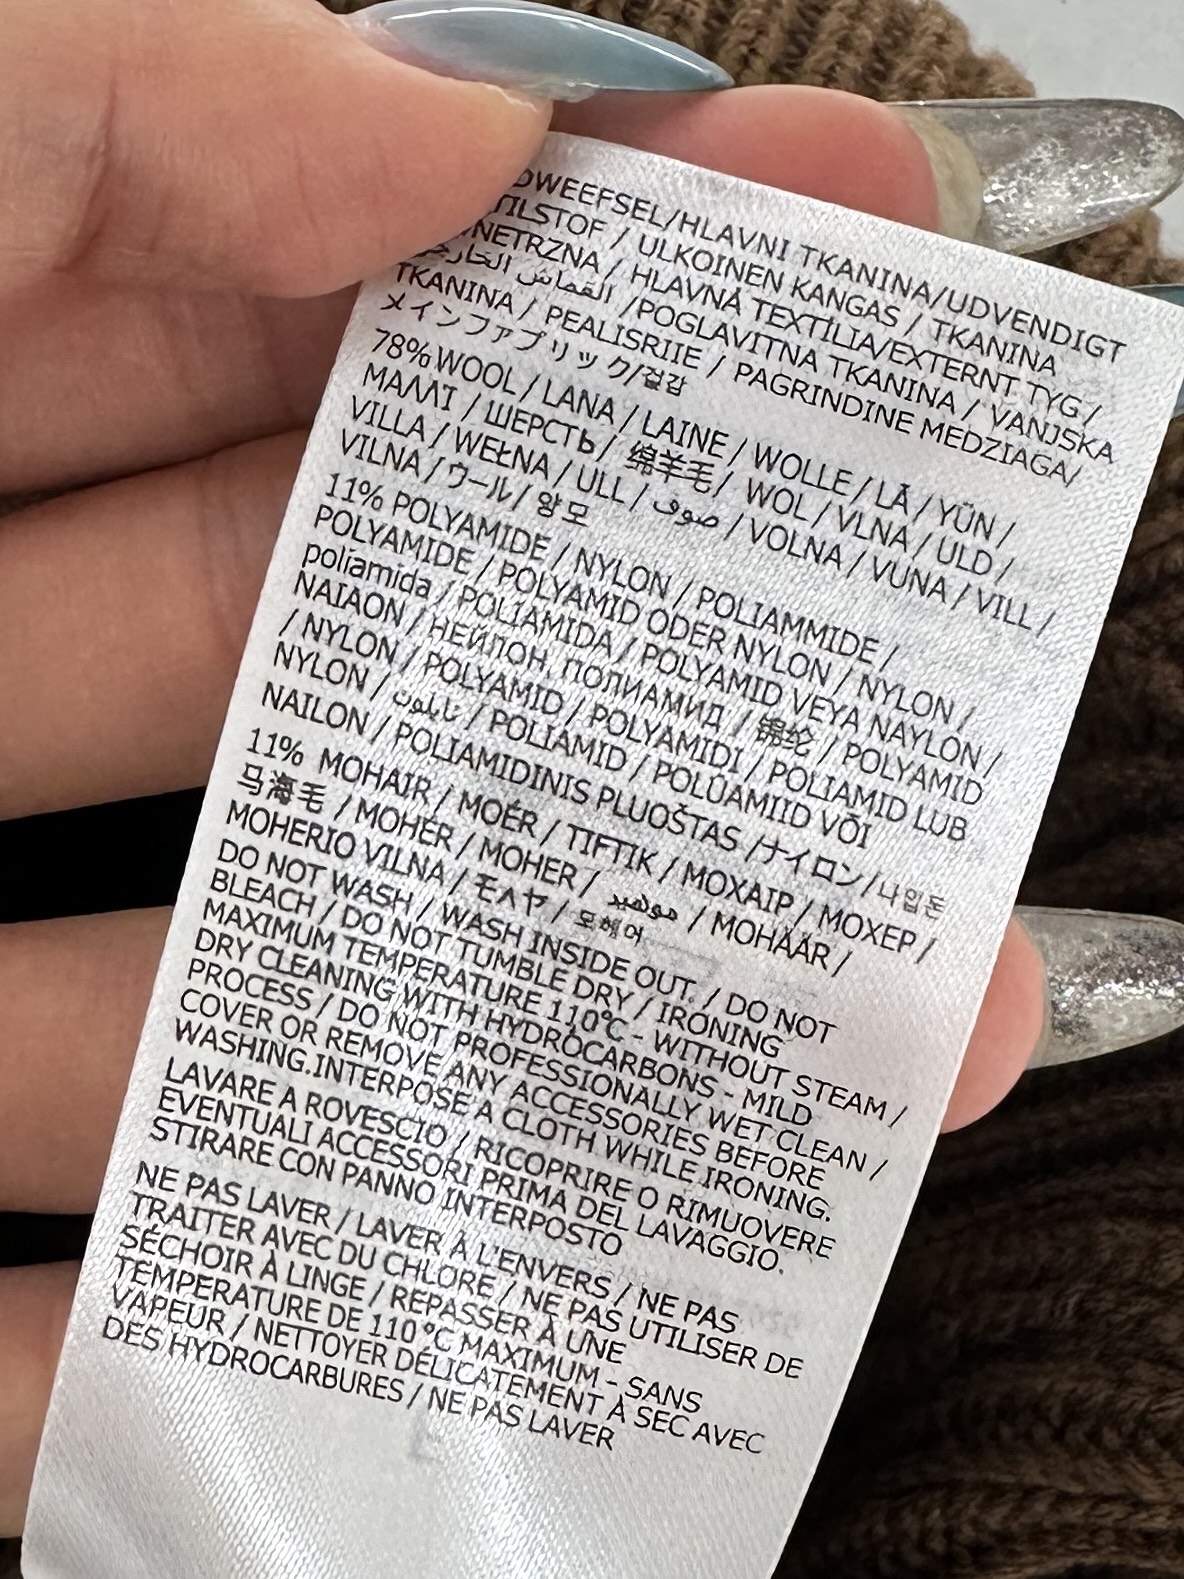 DWEEFSEL/HLAVNI TKANINA/UDVENDIGT
TILSTOF / ULKOINEN KANGAS / TKANINA
WNETRZNA / HLAVNÁ TEXTÍLIA/EXTERNT TYG /
القماش الخارجي /POGLAVITNA TKANINA / VANJSKA
TKANINA / PEALISRIIE / PAGRINDINE MEDZIAGA/
メインファブリック/겉감
78%WOOL / LANA / LAINE / WOLLE / LÃ / YÜN /
ΜΑΛΛΙ / ШЕРСТЬ / 绵羊毛/ WOL / VLNA / ULD /
VILLA / WEŁNA / ULL / صوف / VOLNA / VUNA / VILL /
VILNA / ウール/ 양모
11% POLYAMIDE / NYLON / POLIAMMIDE /
POLYAMIDE / POLYAMID ODER NYLON / NYLON /
políamida / POLIAMIDA / POLYAMID VEYA NAYLON /
ΝΑΙΛΟΝ / НЕЙЛОН, ПОЛИАМИД / 锦纶 / POLYAMID
/ NYLON / POLYAMID / POLYAMIDI / POLIAMID LUB
NYLON / نايلون / POLIAMID / POLÜAMIID VÕI
NAILON / POLIAMIDINIS PLUOŠTAS /ナイロン/나일론
11% MOHAIR / MOÉR / TIFTIK / ΜΟΧΑΙΡ / МОХЕР /
马海毛 / MOHÉR / MOHER / موهير / MOHÄÄR /
MOHERIO VILNA / モヘヤ / 모헤어
DO NOT WASH / WASH INSIDE OUT. / DO NOT
BLEACH / DO NOT TUMBLE DRY / IRONING
MAXIMUM TEMPERATURE 110°C - WITHOUT STEAM /
DRY CLEANING WITH HYDROCARBONS - MILD
PROCESS / DO NOT PROFESSIONALLY WET CLEAN /
COVER OR REMOVE ANY ACCESSORIES BEFORE
WASHING.INTERPOSE A CLOTH WHILE IRONING.
LAVARE A ROVESCIO / RICOPRIRE O RIMUOVERE
EVENTUALI ACCESSORI PRIMA DEL LAVAGGIO.
STIRARE CON PANNO INTERPOSTO
NE PAS LAVER / LAVER À L'ENVERS / NE PAS
TRAITER AVEC DU CHLORE / NE PAS UTILISER DE
SÉCHOIR À LINGE / REPASSER À UNE
TEMPERATURE DE 110°C MAXIMUM - SANS
VAPEUR / NETTOYER DÉLICATEMENT À SEC AVEC
DES HYDROCARBURES / NE PAS LAVER